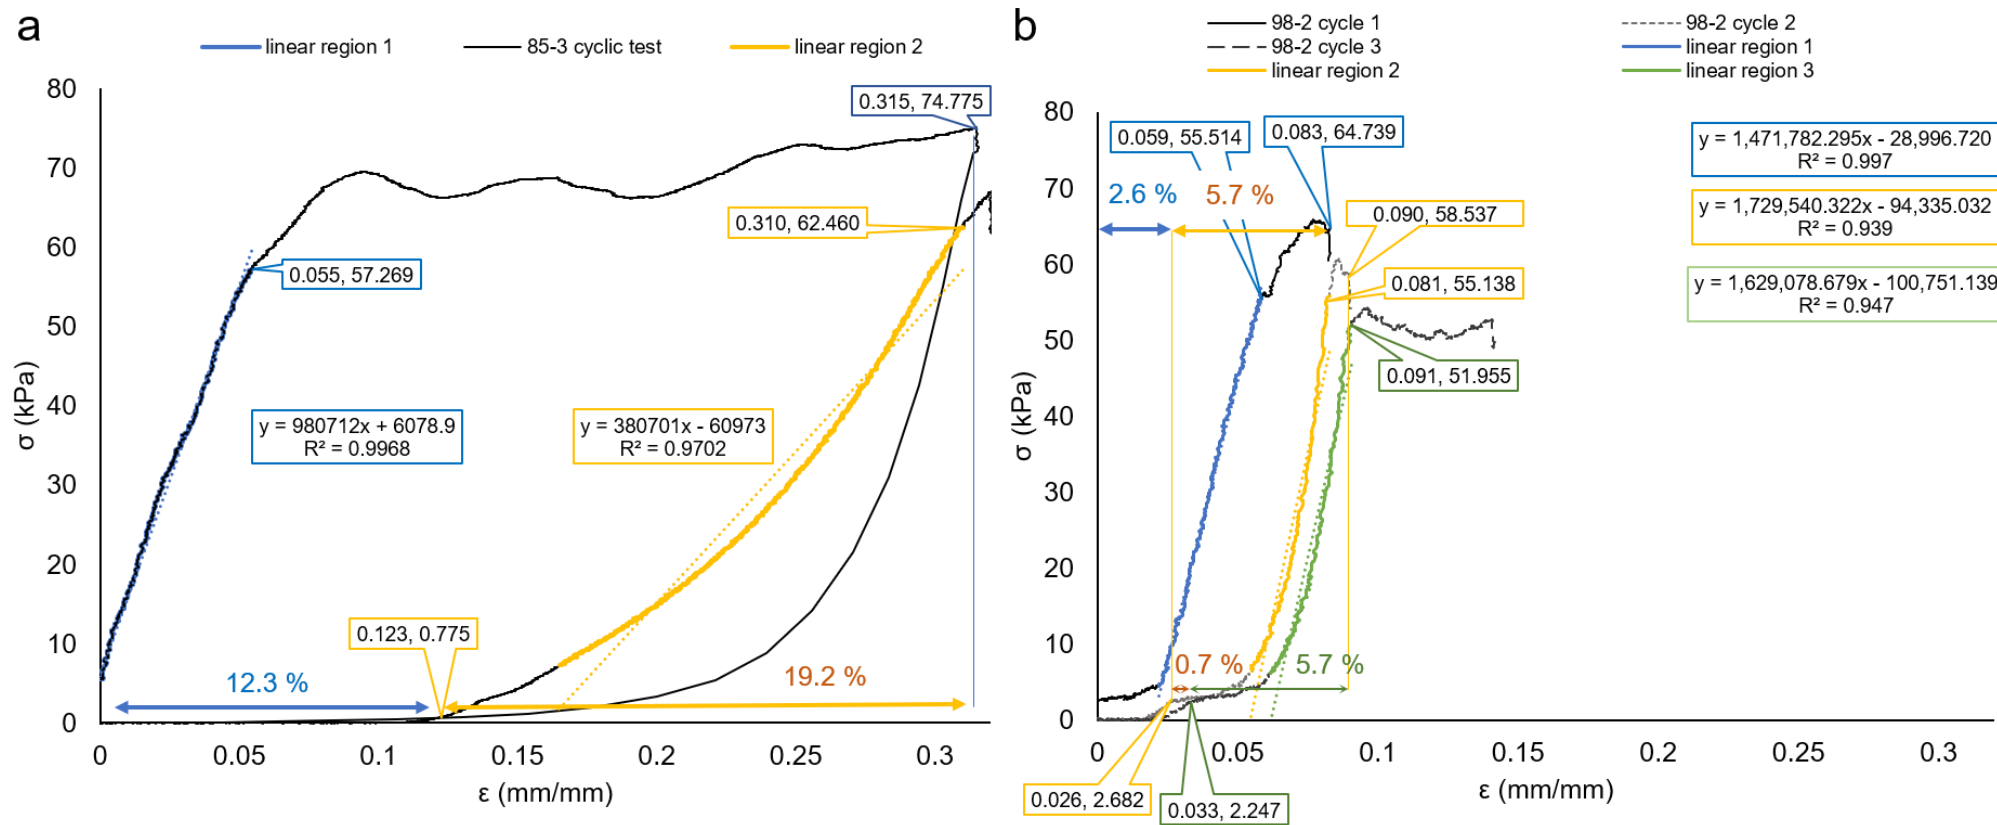 a
linear region 1
85-3 cyclic test
linear region 2
80
70
60
50
40
30
20
10
0
σ (kPa)
0.315, 74.775
0.310, 62.460
0.055, 57.269
y = 980712x + 6078.9
R² = 0.9968
y = 380701x - 60973
R² = 0.9702
0.123, 0.775
12.3 %
19.2 %
0
0.05
0.1
0.15
0.2
0.25
0.3
ε (mm/mm)
b
98-2 cycle 1
98-2 cycle 2
98-2 cycle 3
linear region 1
linear region 2
linear region 3
80
70
60
50
40
30
20
10
0
σ (kPa)
0.059, 55.514
0.083, 64.739
y = 1,471,782.295x - 28,996.720
R² = 0.997
2.6 %
5.7 %
0.090, 58.537
y = 1,729,540.322x - 94,335.032
R² = 0.939
0.081, 55.138
y = 1,629,078.679x - 100,751.139
R² = 0.947
0.091, 51.955
0.7 %
5.7 %
0
0.05
0.1
0.15
0.2
0.25
0.3
0.026, 2.682
0.033, 2.247
ε (mm/mm)